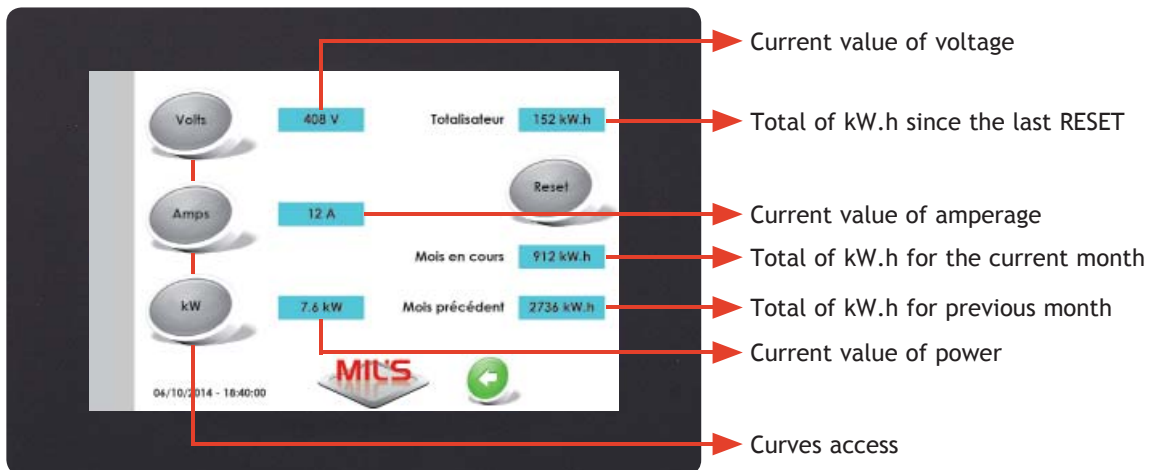 Current value of voltage
Volts 408 V Totalisateur 152 kW.h
Total of kW.h since the last RESET
Reset
Amps 12 A
Current value of amperage
Mois en cours 912 kW.h
Total of kW.h for the current month
kW 7.6 kW Mois précédent 2736 kW.h
Total of kW.h for previous month
Current value of power
MIL'S
06/10/2014 - 18:40:00
Curves access